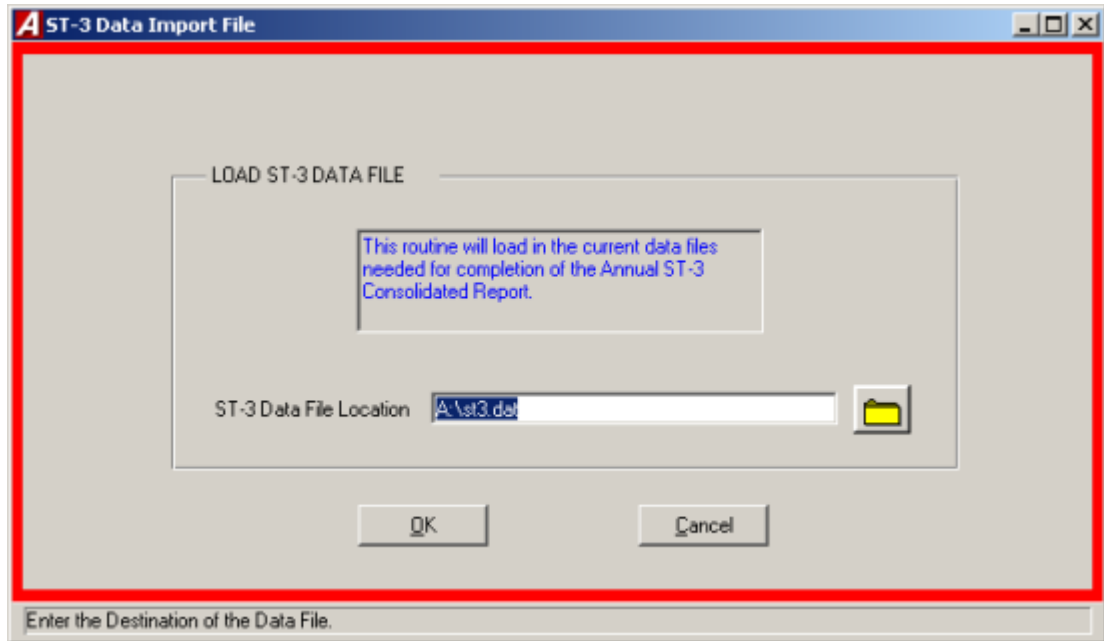 ST-3 Data Import File
LOAD ST-3 DATA FILE
This routine will load in the current data files
needed for completion of the Annual ST-3
Consolidated Report.
ST-3 Data File Location A:\st3.dat
OK Cancel
Enter the Destination of the Data File.